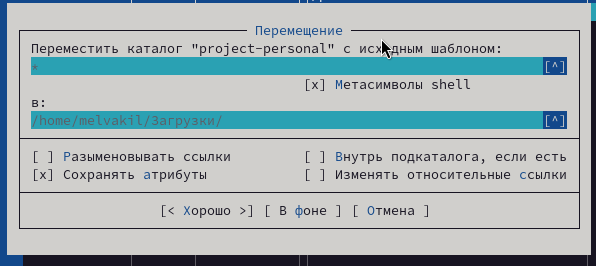 Перемещение
Переместить каталог "project-personal" с исходным шаблоном:
* [^]
[x] Метасимволы shell
в:
/home/melvakil/Загрузки/ [^]
[ ] Разыменовывать ссылки [ ] Внутрь подкаталога, если есть
[x] Сохранять атрибуты [ ] Изменять относительные ссылки
[< Хорошо >] [ В фоне ] [ Отмена ]